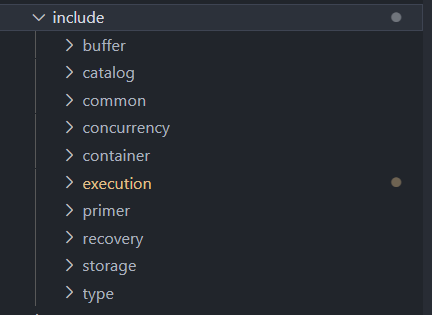 include
buffer
catalog
common
concurrency
container
execution
primer
recovery
storage
type